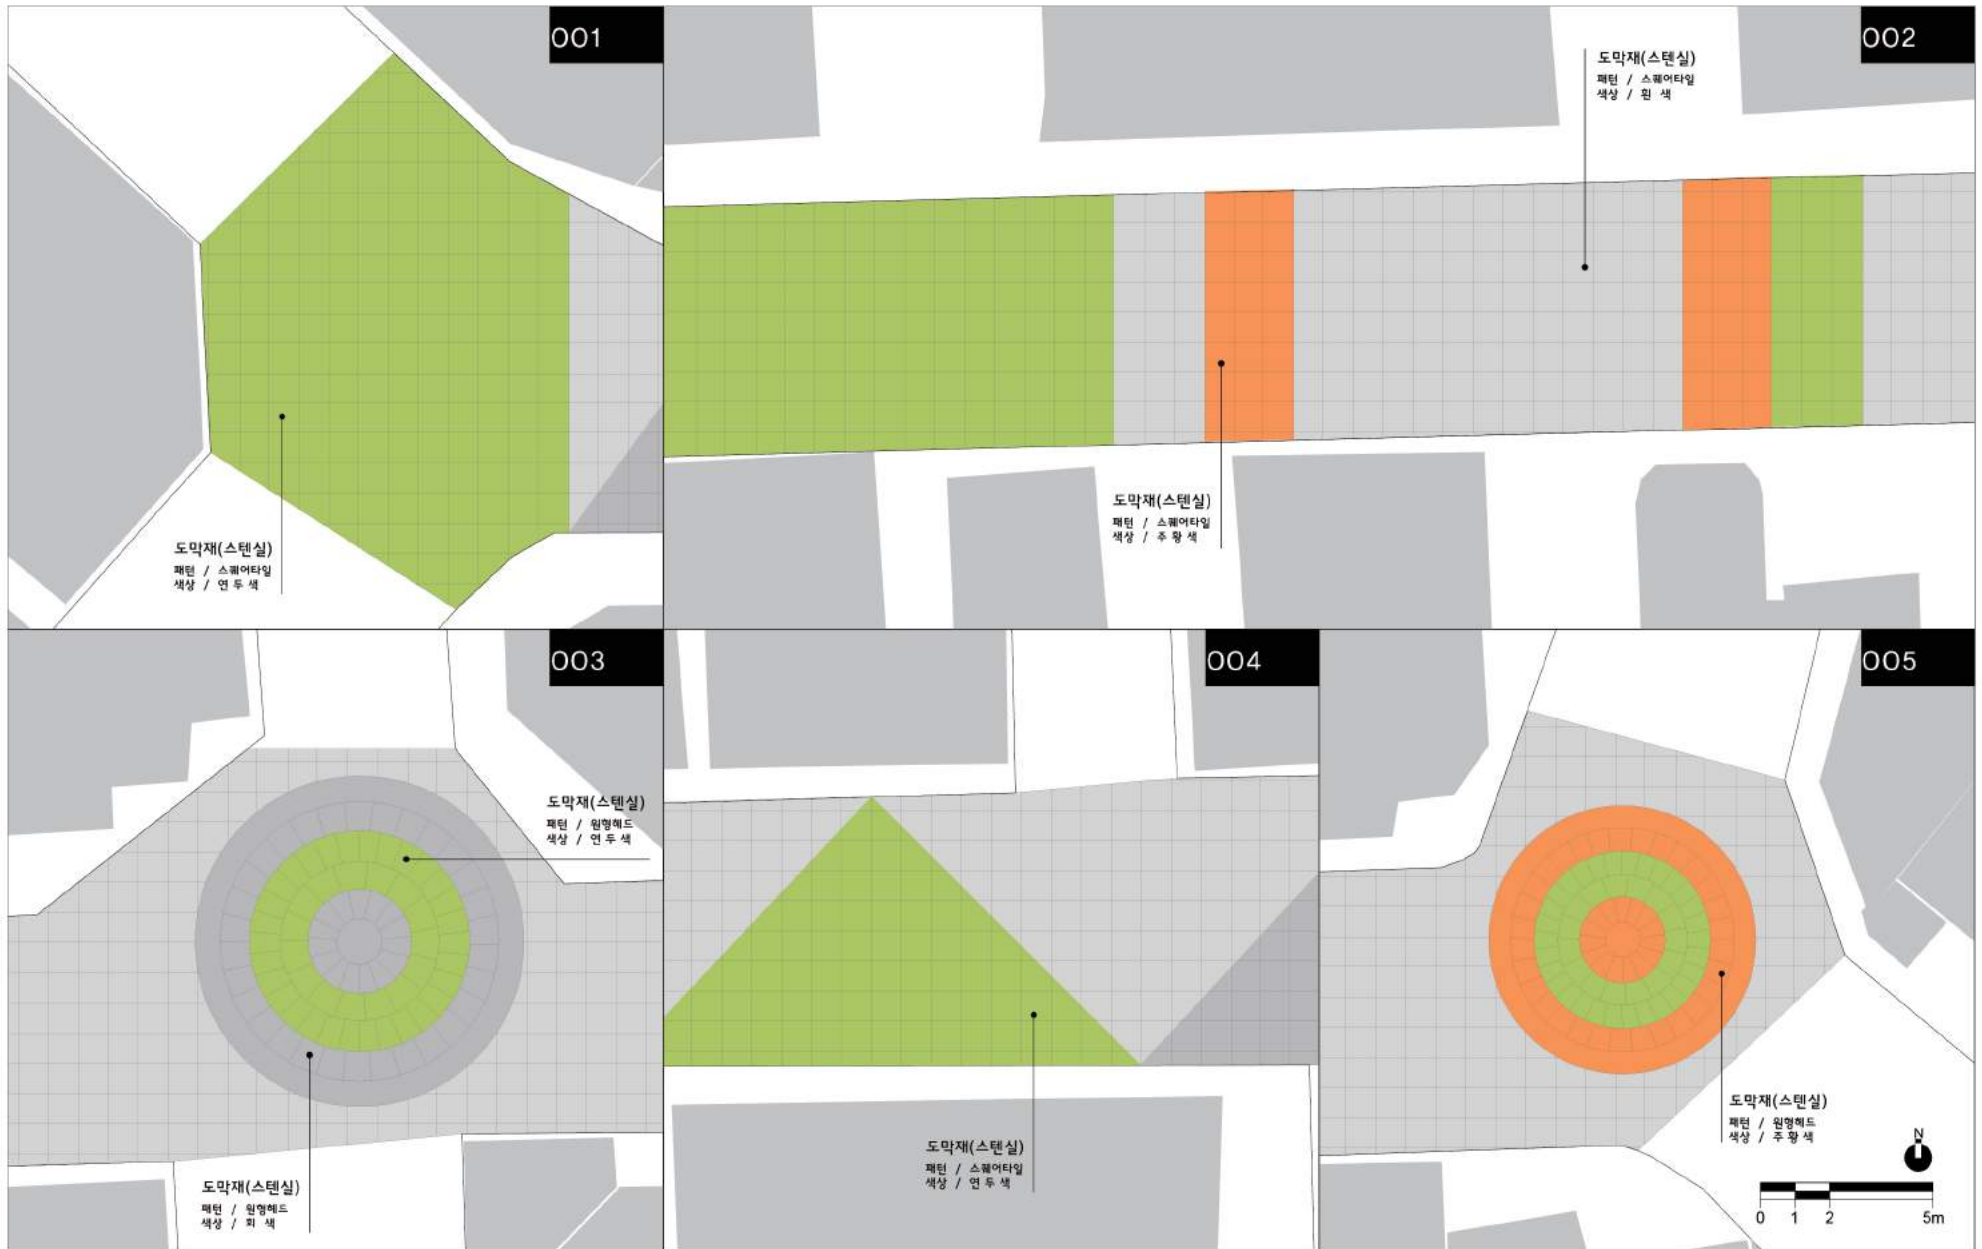 001
도막재(스텐실)
패턴 / 스퀘어타일
색상 / 연 두 색
002
도막재(스텐실)
패턴 / 스퀘어타일
색상 / 흰 색
도막재(스텐실)
패턴 / 스퀘어타일
색상 / 주 황 색
003
도막재(스텐실)
패턴 / 원형헤드
색상 / 연 두 색
도막재(스텐실)
패턴 / 원형헤드
색상 / 회 색
004
도막재(스텐실)
패턴 / 스퀘어타일
색상 / 연 두 색
005
도막재(스텐실)
패턴 / 원형헤드
색상 / 주 황 색
N
0 1 2 5m